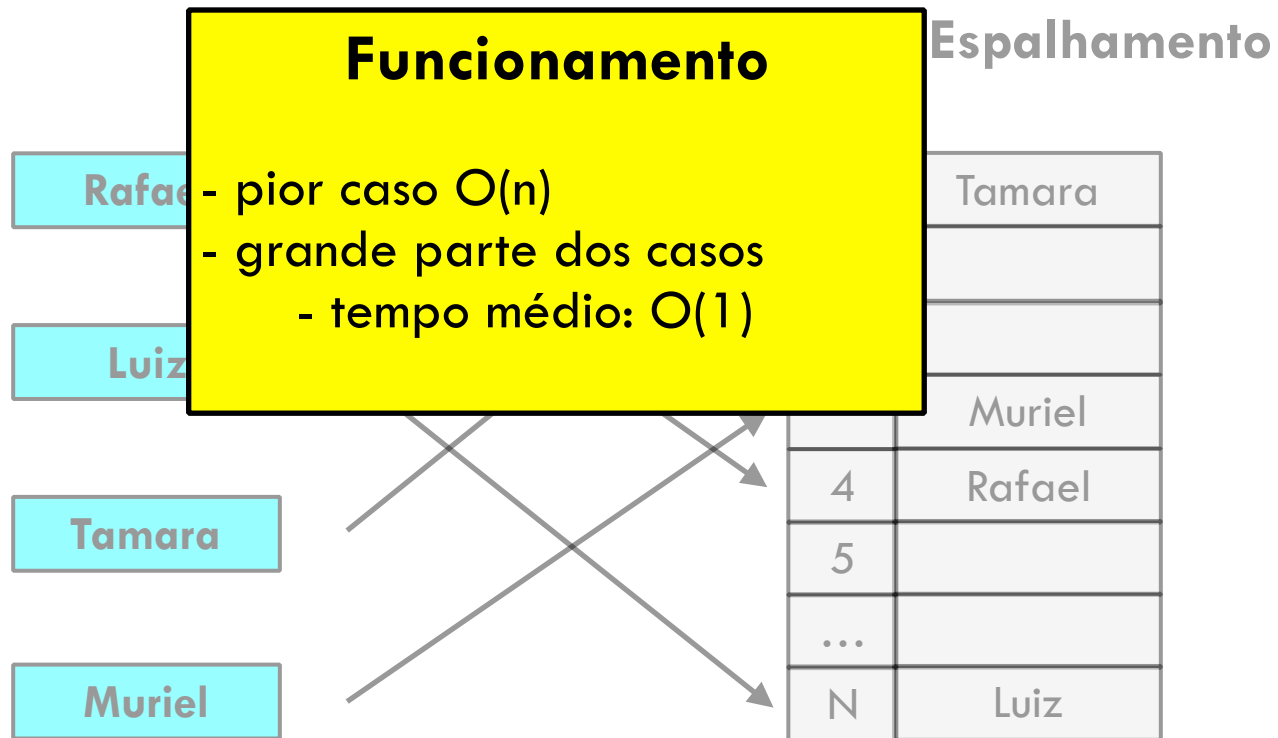 Espalhamento
Funcionamento
- pior caso O(n)
- grande parte dos casos
- tempo médio: O(1)
Rafae
Luiz
Tamara
Muriel
Tamara
Muriel
4 Rafael
5
...
N Luiz